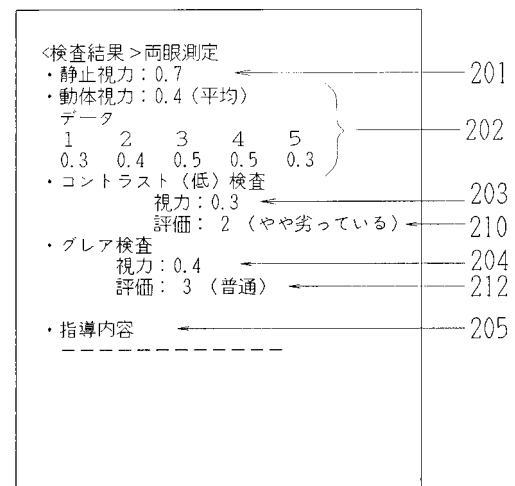 <検査結果>両眼測定
・静止視力：0.7 201
・動体視力：0.4（平均）
データ 202
1 2 3 4 5
0.3 0.4 0.5 0.5 0.3
・コントラスト（低）検査
視力：0.3 203
評価： 2 （やや劣っている） 210
・グレア検査
視力：0.4 204
評価： 3 （普通） 212
・指導内容 205